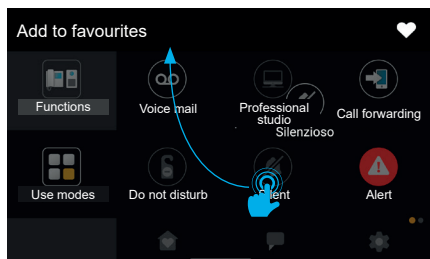 Add to favourites
Functions
Voice mail
Professional
studio
Silenzioso
Call forwarding
Use modes
Do not disturb
Silent
Alert